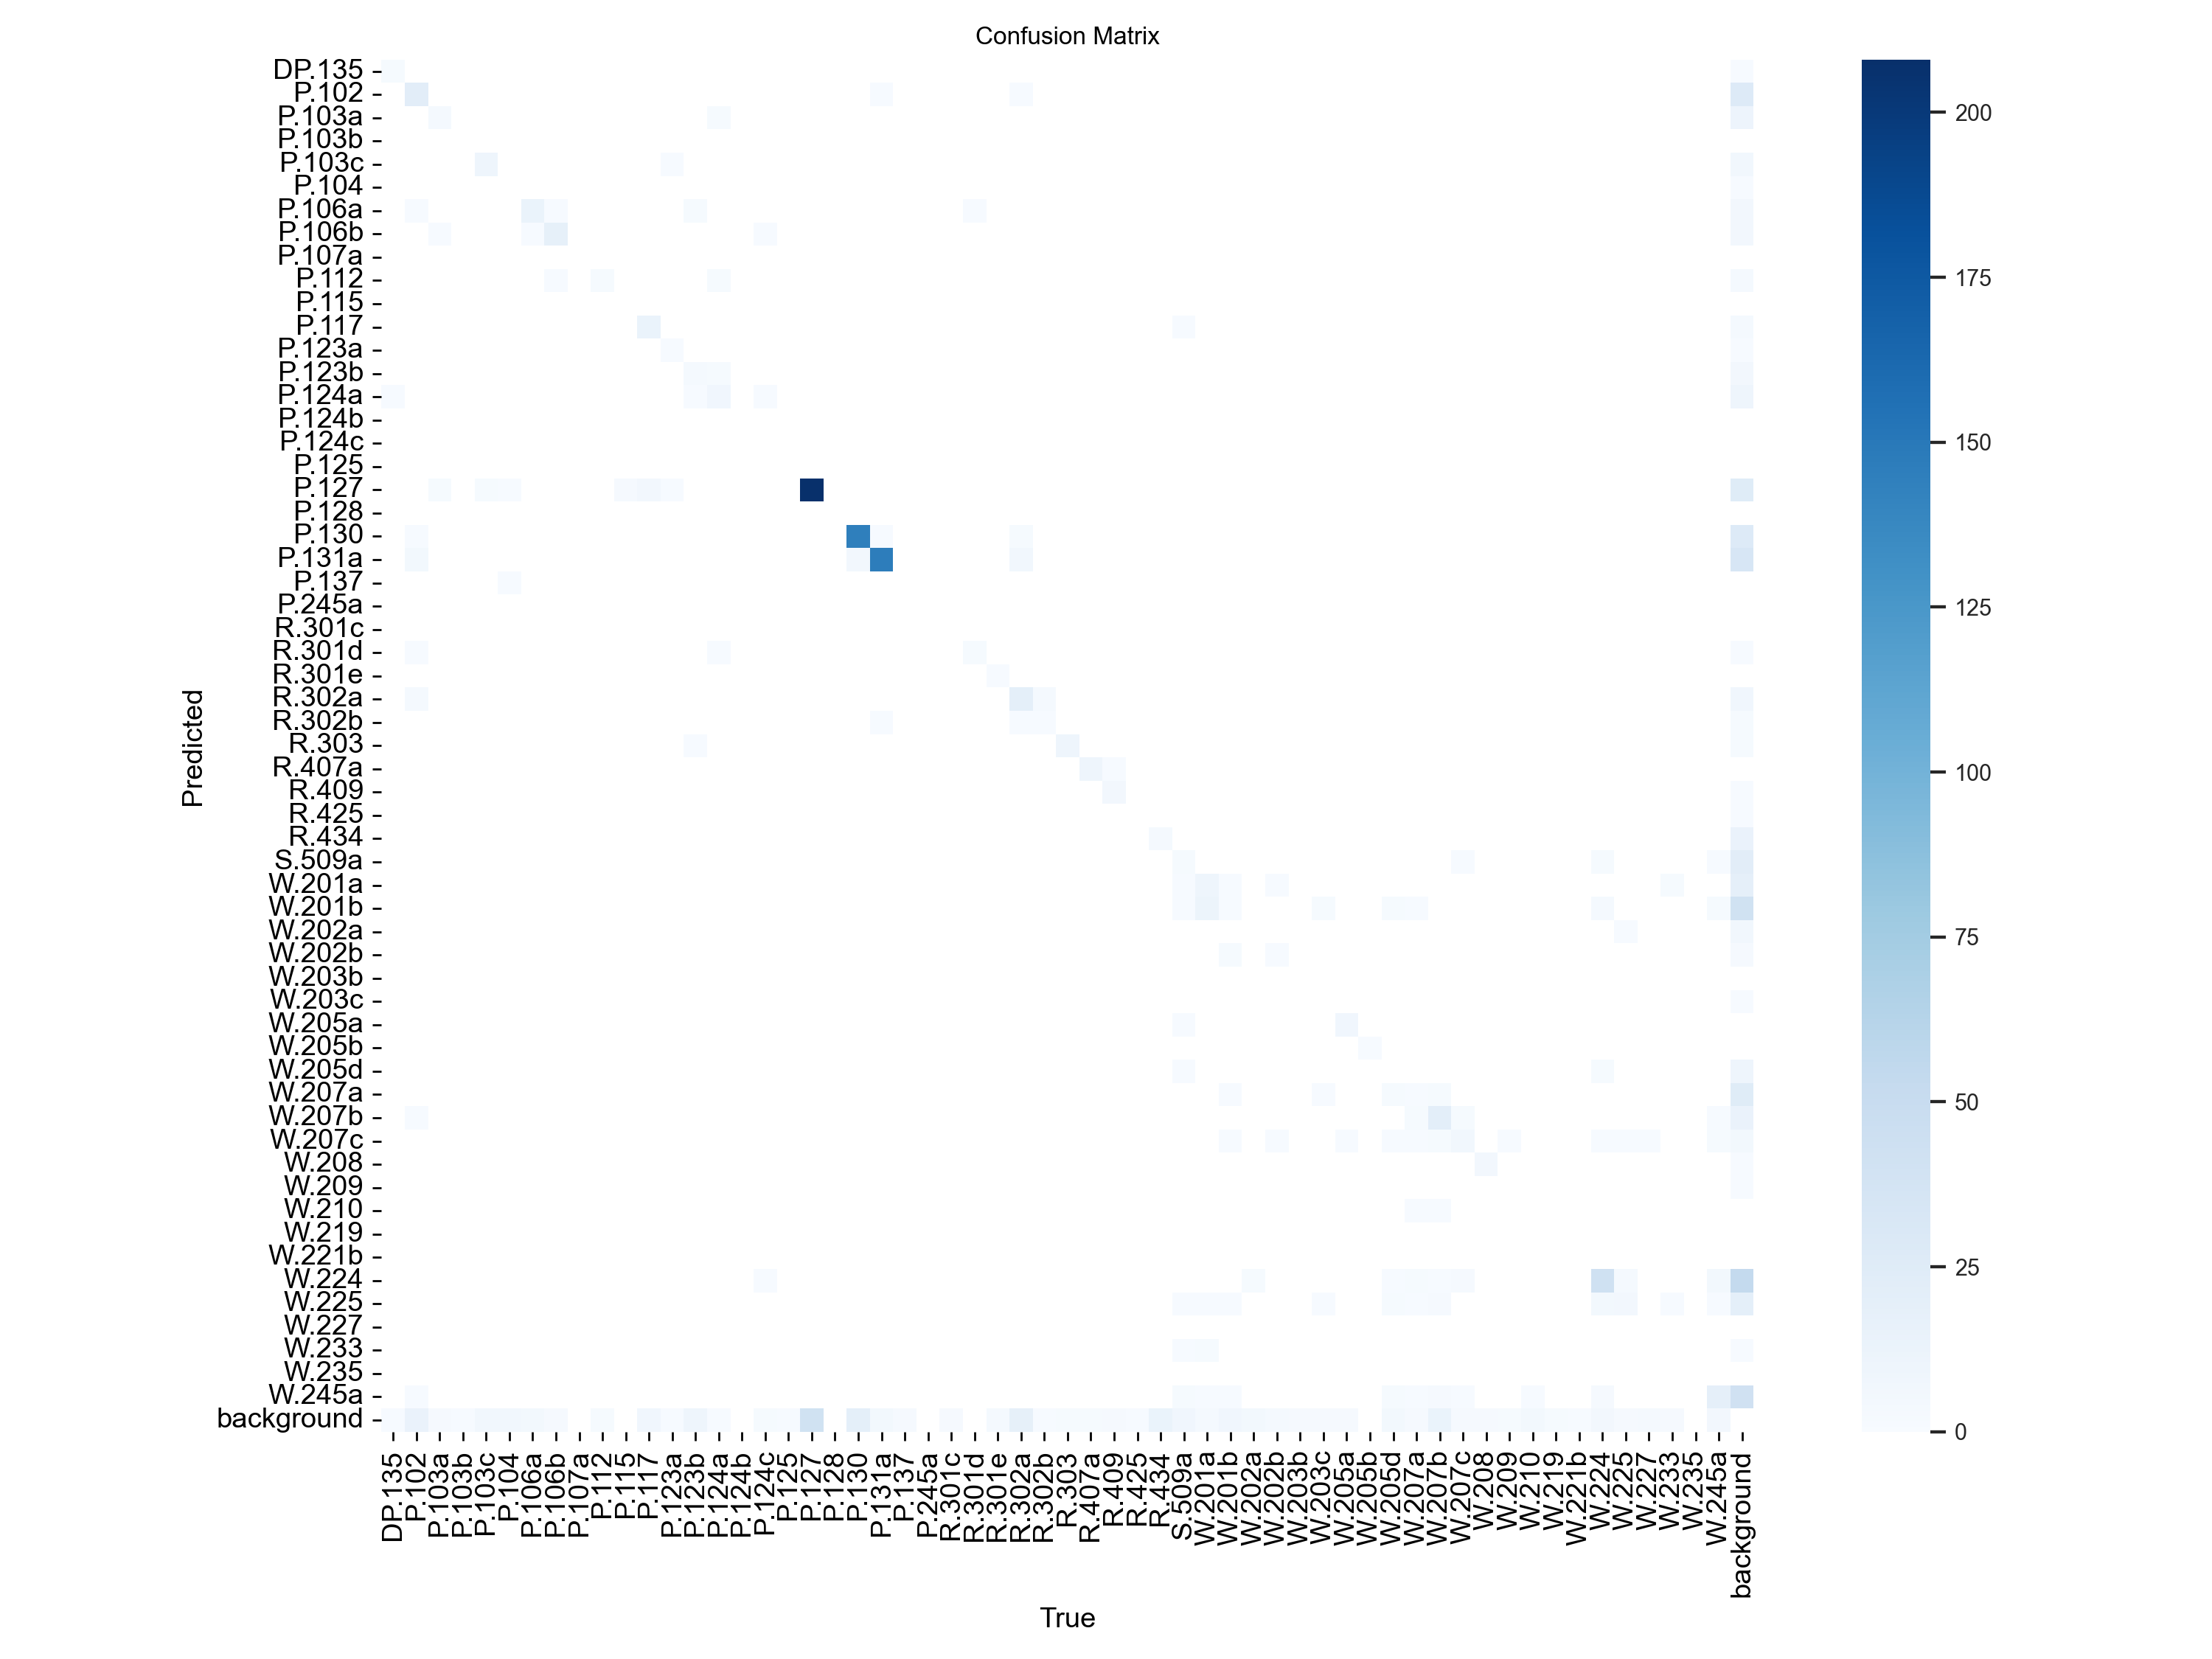 Confusion Matrix
Predicted
DP.135
P.102
P.103a
P.103b
P.103c
P.104
P.106a
P.106b
P.107a
P.112
P.115
P.117
P.123a
P.123b
P.124a
P.124b
P.124c
P.125
P.127
P.128
P.130
P.131a
P.137
P.245a
R.301c
R.301d
R.301e
R.302a
R.302b
R.303
R.407a
R.409
R.425
R.434
S.509a
W.201a
W.201b
W.202a
W.202b
W.203b
W.203c
W.205a
W.205b
W.205d
W.207a
W.207b
W.207c
W.208
W.209
W.210
W.219
W.221b
W.224
W.225
W.227
W.233
W.235
W.245a
background
DP.135
P.102
P.103a
P.103b
P.103c
P.104
P.106a
P.106b
P.107a
P.112
P.115
P.117
P.123a
P.123b
P.124a
P.124b
P.124c
P.125
P.127
P.128
P.130
P.131a
P.137
P.245a
R.301c
R.301d
R.301e
R.302a
R.302b
R.303
R.407a
R.409
R.425
R.434
S.509a
W.201a
W.201b
W.202a
W.202b
W.203b
W.203c
W.205a
W.205b
W.205d
W.207a
W.207b
W.207c
W.208
W.209
W.210
W.219
W.221b
W.224
W.225
W.227
W.233
W.235
W.245a
background
True
200
175
150
125
100
75
50
25
0